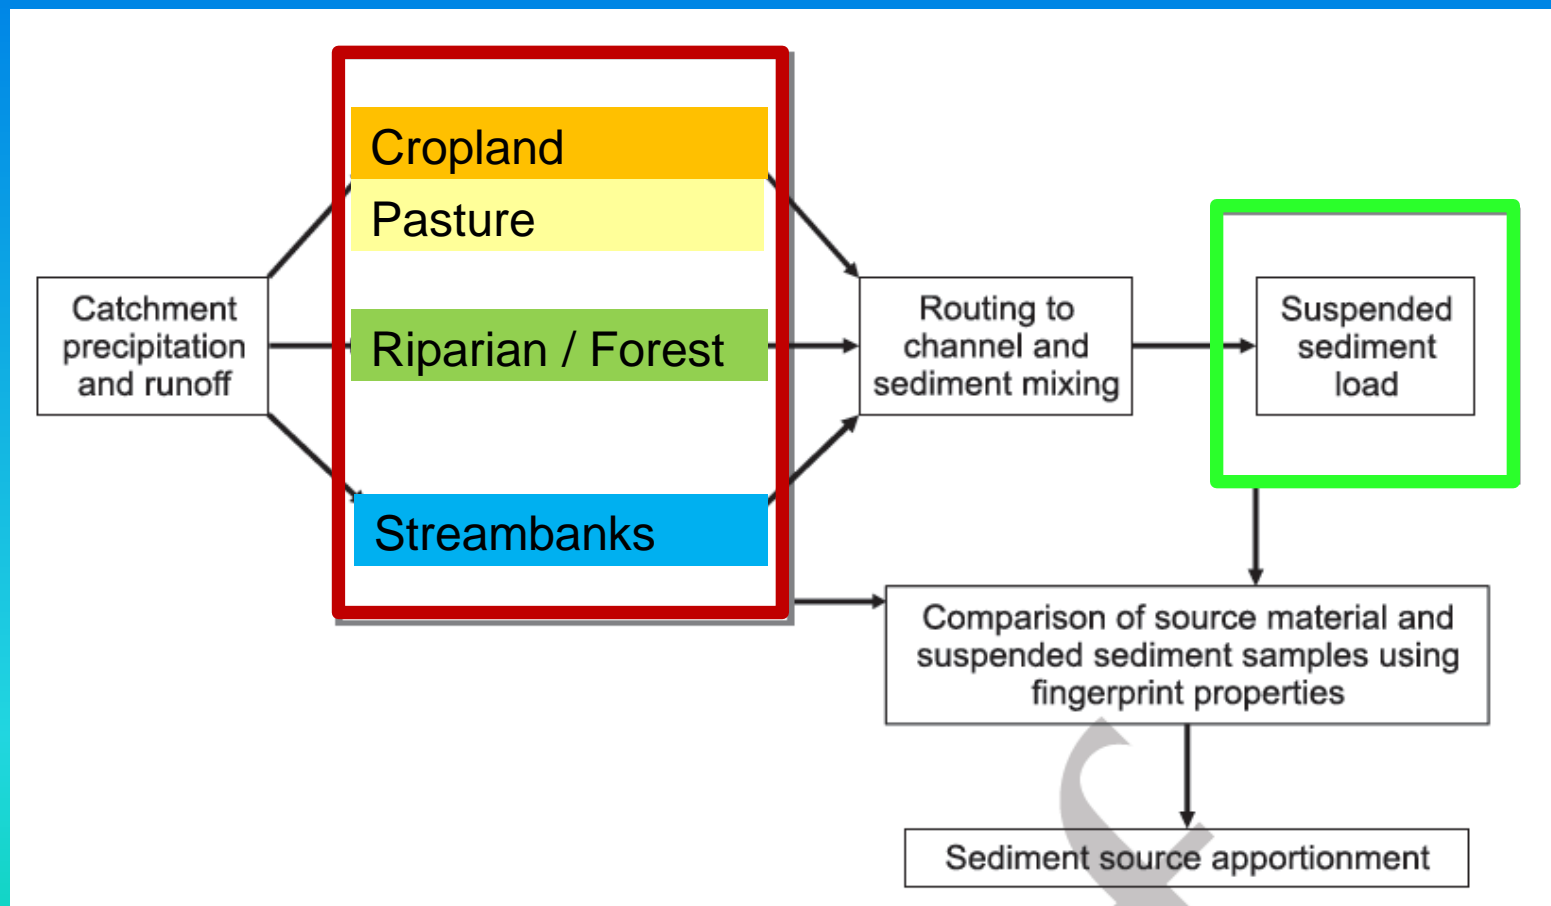 Cropland
Pasture
Catchment
precipitation
and runoff
Riparian / Forest
Routing to
channel and
sediment mixing
Suspended
sediment
load
Streambanks
Comparison of source material and
suspended sediment samples using
fingerprint properties
Sediment source apportionment